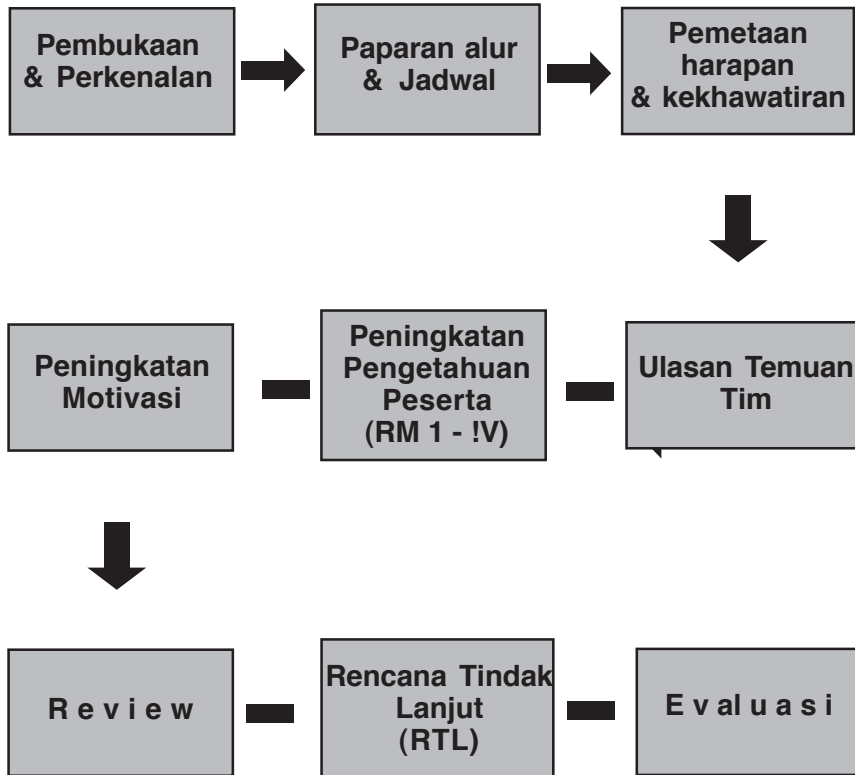 Pembukaan
& Perkenalan
Paparan alur
& Jadwal
Pemetaan
harapan
& kekhawatiran
Ulasan Temuan
Tim
Peningkatan
Pengetahuan
Peserta
(RM 1 - !V)
Peningkatan
Motivasi
R e v i e w
Rencana Tindak
Lanjut
(RTL)
E v al u a s i